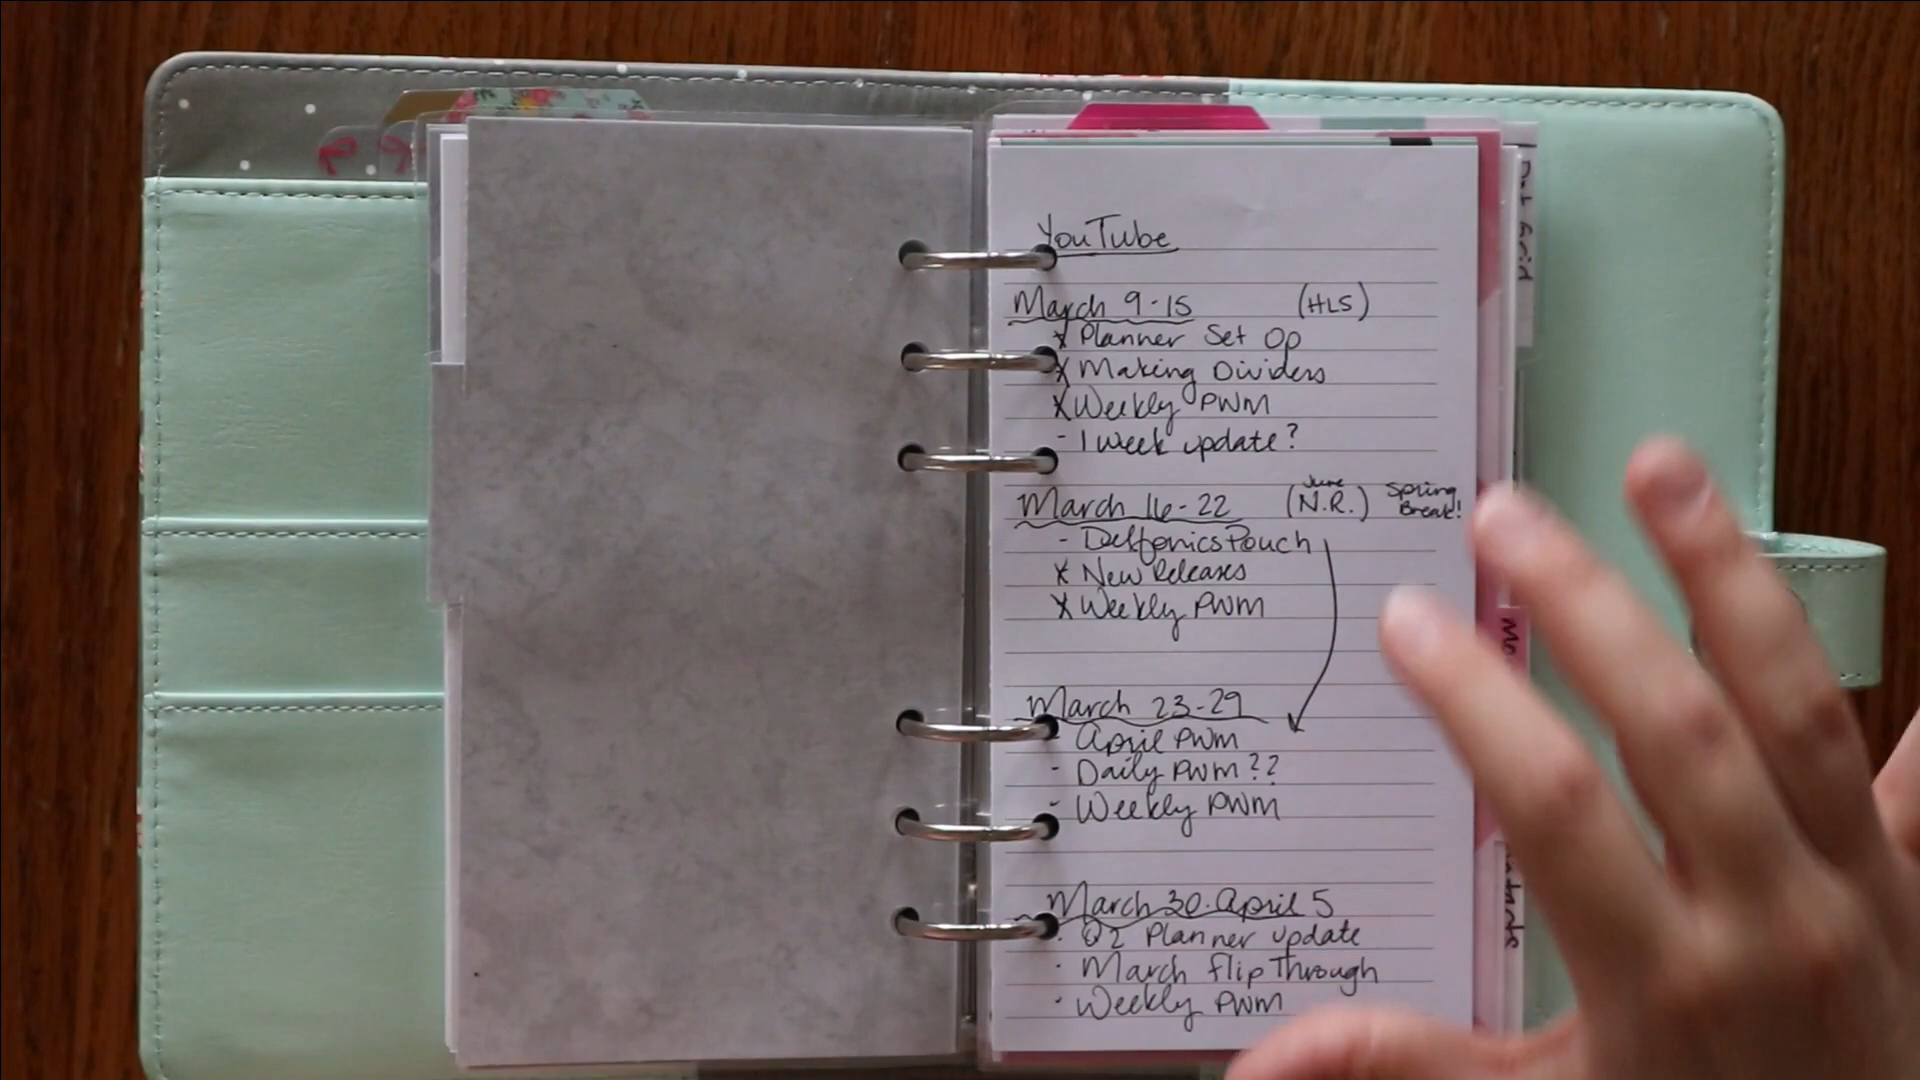 YouTube
March 9-15 (HLS)
x Planner Set Up
x Making Dividers
x Weekly PWM
- 1 week update?
March 16-22 (June N.R.) Spring Break!
- Delfonics Pouch
x New Releases
x Weekly PWM
March 23-29
- April PWM
- Daily PWM??
- Weekly PWM
March 30-April 5
· Q2 Planner update
· March flip Through
· Weekly PWM
Dot Grid